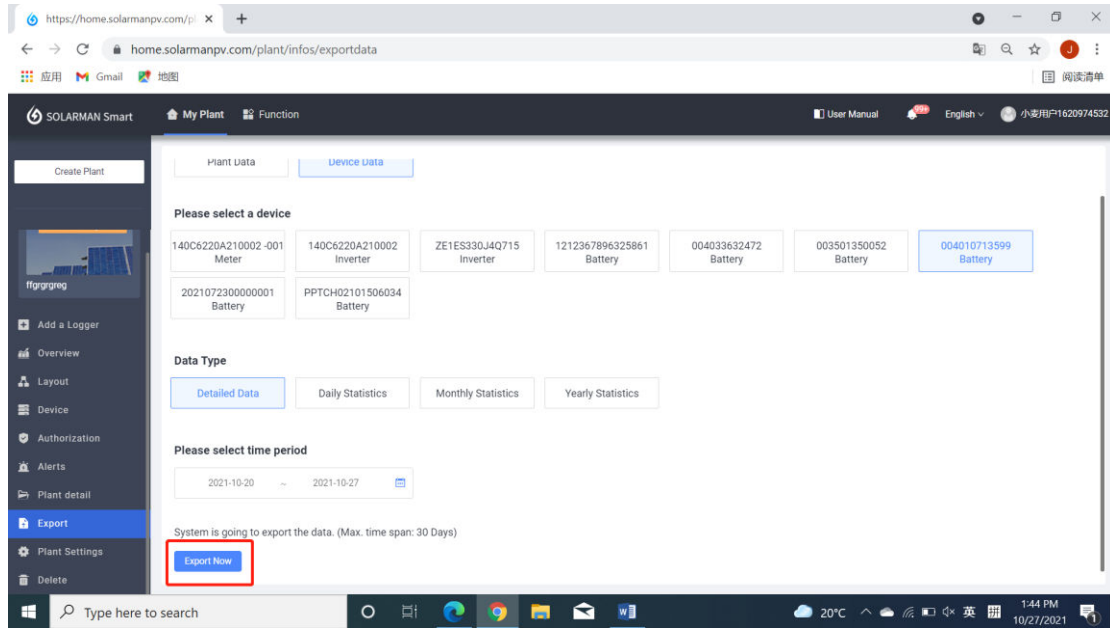 https://home.solarmanpv.com/pl
home.solarmanpv.com/plant/infos/exportdata
J
应用 Gmail 地图 阅读清单
SOLARMAN Smart My Plant Function User Manual 99+ English 小麦用户1620974532
Create Plant
Plant Data Device Data
Please select a device
140C6220A210002 -001 140C6220A210002 ZE1ES330J4Q715 1212367896325861 004033632472 003501350052 004010713599
Meter Inverter Inverter Battery Battery Battery Battery
ffgrgrgreg
2021072300000001 PPTCH02101506034
Battery Battery
Add a Logger
Overview
Data Type
Layout
Detailed Data Daily Statistics Monthly Statistics Yearly Statistics
Device
Authorization
Please select time period
Alerts
2021-10-20 ~ 2021-10-27
Plant detail
Export
System is going to export the data. (Max. time span: 30 Days)
Plant Settings
Export Now
Delete
Type here to search 20°C 英 拼 1:44 PM
10/27/2021 1